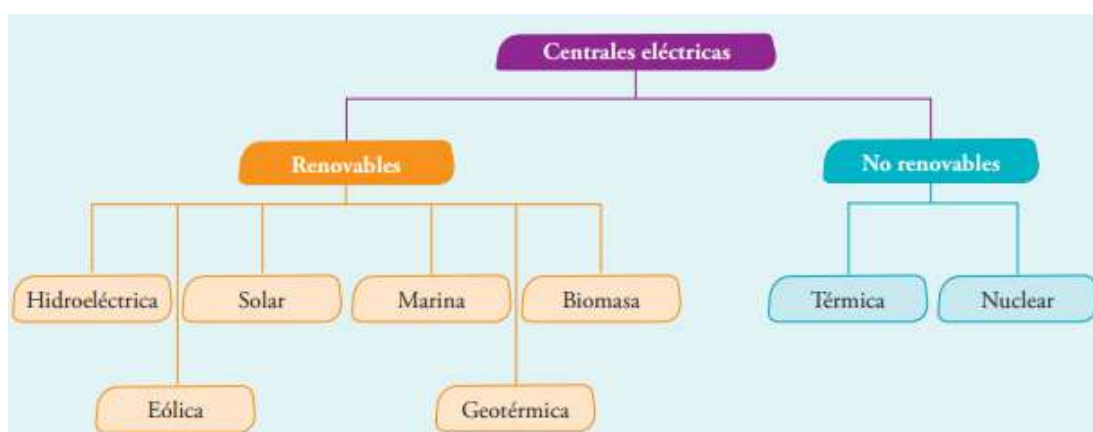 Centrales eléctricas
Renovables
No renovables
Hidroeléctrica
Solar
Marina
Biomasa
Térmica
Nuclear
Eólica
Geotérmica